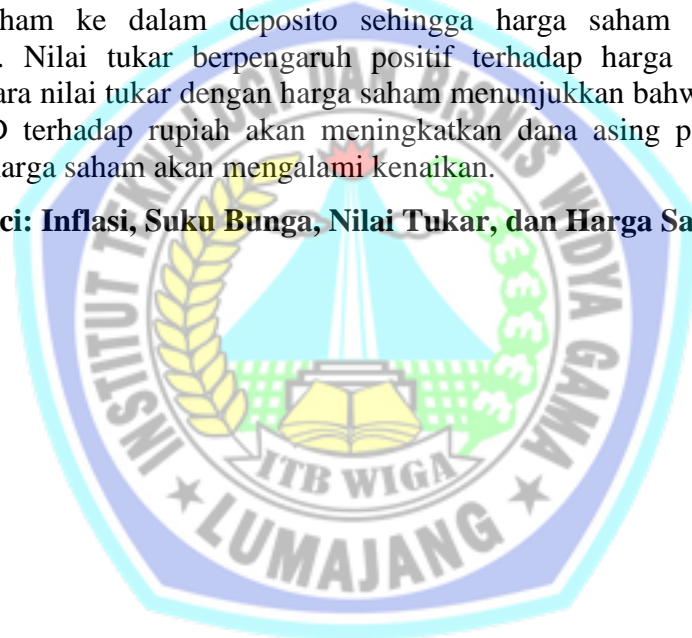 ham ke dalam deposito sehingga harga saham
. Nilai tukar berpengaruh positif terhadap harga
ara nilai tukar dengan harga saham menunjukkan bahw
D terhadap rupiah akan meningkatkan dana asing p
arga saham akan mengalami kenaikan.
ci: Inflasi, Suku Bunga, Nilai Tukar, dan Harga Sa
INSTITUT TEKNOLOGI DAN BISNIS WIDYA GAMA
ITB WIGA
LUMAJANG